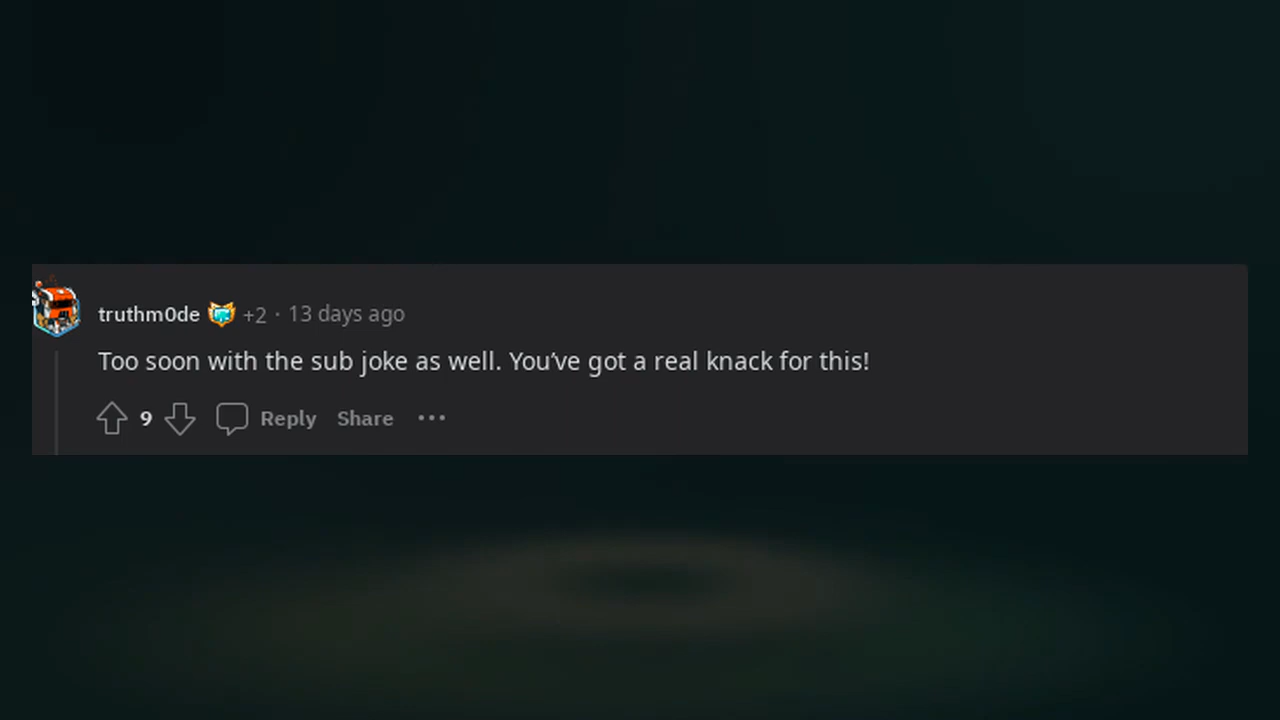 truthm0de +2 · 13 days ago
Too soon with the sub joke as well. You've got a real knack for this!
9 Reply Share ···